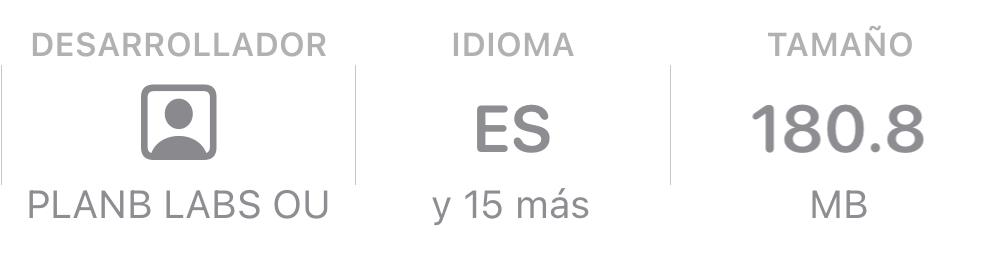 DESARROLLADOR
PLANB LABS OU
IDIOMA
ES
y 15 más
TAMAÑO
180.8
MB